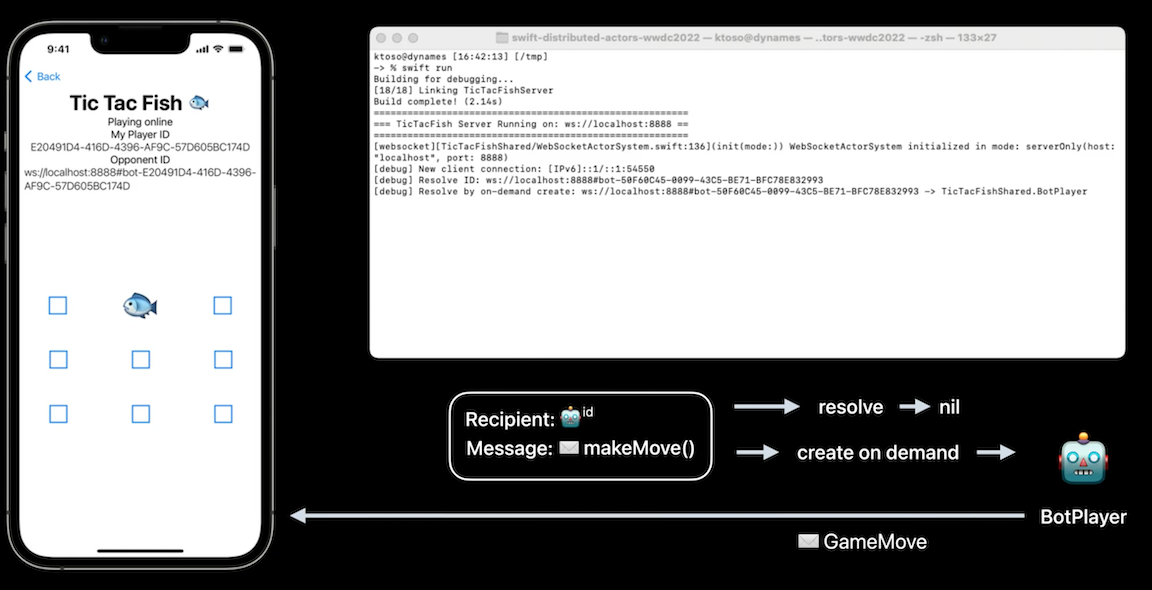 9:41
Back
Tic Tac Fish 🐟
Playing online
My Player ID
E20491D4-416D-4396-AF9C-57D605BC174D
Opponent ID
ws://localhost:8888#bot-E20491D4-416D-4396-
AF9C-57D605BC174D
swift-distributed-actors-wwdc2022 — ktoso@dynames — ..tors-wwdc2022 — -zsh — 133×27
ktoso@dynames [16:42:13] [/tmp]
-> % swift run
Building for debugging...
[18/18] Linking TicTacFishServer
Build complete! (2.14s)
========================================================
=== TicTacFish Server Running on: ws://localhost:8888 ==
========================================================
[websocket][TicTacFishShared/WebSocketActorSystem.swift:136](init(mode:)) WebSocketActorSystem initialized in mode: serverOnly(host:
"localhost", port: 8888)
[debug] New client connection: [IPv6]::1/::1:54550
[debug] Resolve ID: ws://localhost:8888#bot-50F60C45-0099-43C5-BE71-BFC78E832993
[debug] Resolve by on-demand create: ws://localhost:8888#bot-50F60C45-0099-43C5-BE71-BFC78E832993 -> TicTacFishShared.BotPlayer
Recipient: 🤖id
Message: ✉️ makeMove()
resolve → nil
create on demand
BotPlayer
✉️ GameMove